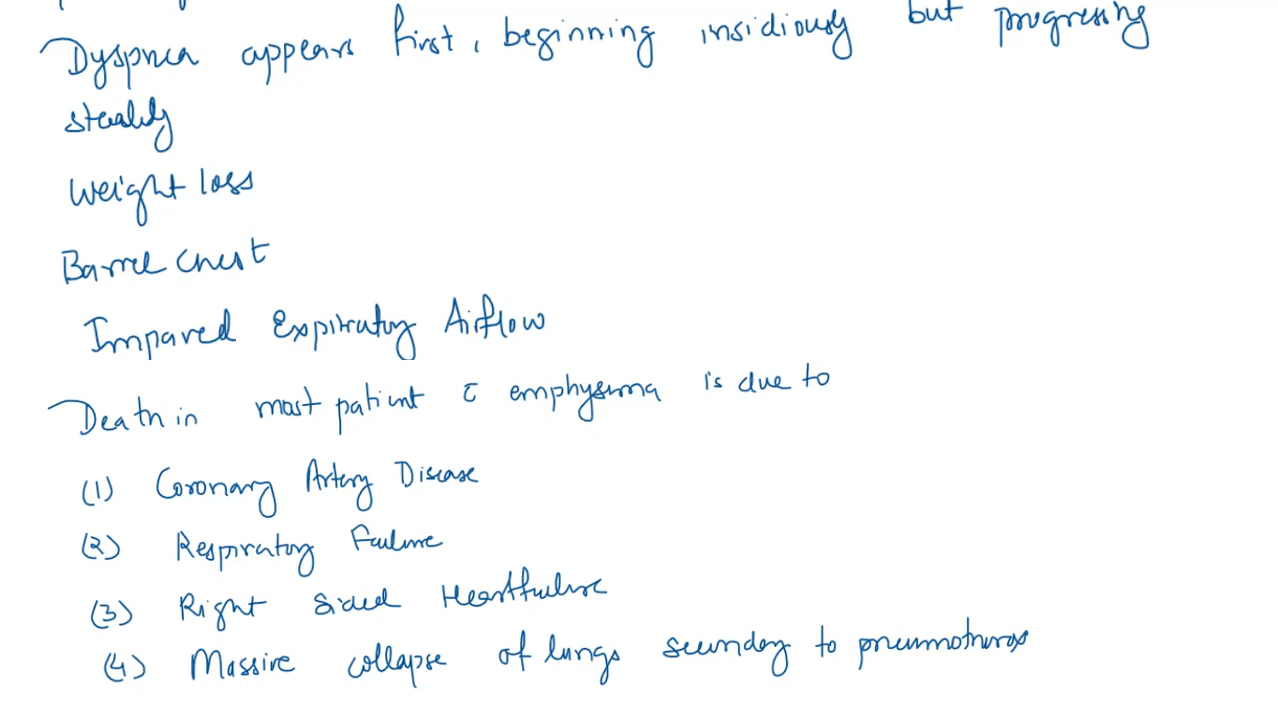 Dyspnea appears first, beginning insidiously but progressing
steadily
Weight loss
Barrel Chest
Impared Expiratory Airflow
Death in most patient c̄ emphysema is due to
(1) Coronary Artery Disease
(2) Respiratory Failure
(3) Right Sided Heartfailure
(4) Massive collapse of lungs secondary to pneumothorax